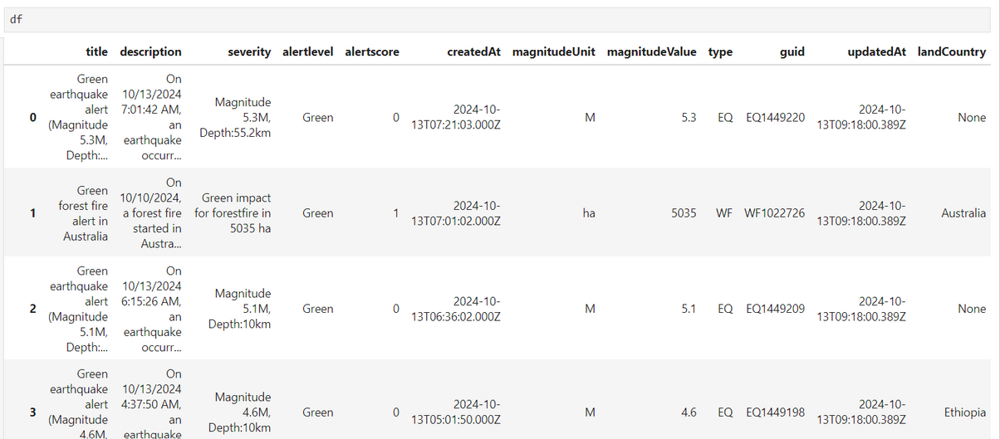 df
title description severity alertlevel alertscore createdAt magnitudeUnit magnitudeValue type guid updatedAt landCountry
0
Green
earthquake
alert
(Magnitude
5.3M,
Depth:...
On
10/13/2024
7:01:42 AM,
an
earthquake
occurr...
Magnitude
5.3M,
Depth:55.2km
Green
0
2024-10-
13T07:21:03.000Z
M
5.3
EQ
EQ1449220
2024-10-
13T09:18:00.389Z
None
1
Green
forest fire
alert in
Australia
On
10/10/2024,
a forest fire
started in
Austra...
Green impact
for forestfire in
5035 ha
Green
1
2024-10-
13T07:01:02.000Z
ha
5035
WF
WF1022726
2024-10-
13T09:18:00.389Z
Australia
2
Green
earthquake
alert
(Magnitude
5.1M,
Depth:...
On
10/13/2024
6:15:26 AM,
an
earthquake
occurr...
Magnitude
5.1M,
Depth:10km
Green
0
2024-10-
13T06:36:02.000Z
M
5.1
EQ
EQ1449209
2024-10-
13T09:18:00.389Z
None
3
Green
earthquake
alert
(Magnitude
4.6M,
On
10/13/2024
4:37:50 AM,
an
earthquake
Magnitude
4.6M,
Depth:10km
Green
0
2024-10-
13T05:01:50.000Z
M
4.6
EQ
EQ1449198
2024-10-
13T09:18:00.389Z
Ethiopia